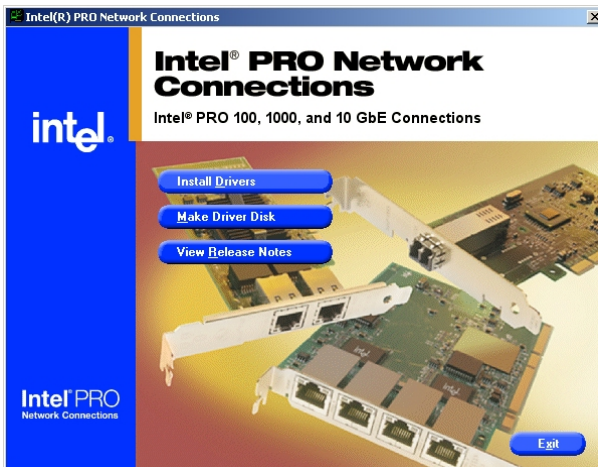 Intel(R) PRO Network Connections
Intel® PRO Network
Connections
Intel® PRO 100, 1000, and 10 GbE Connections
intel®
Install Drivers
Make Driver Disk
View Release Notes
intel
Intel® PRO
Network Connections
Exit